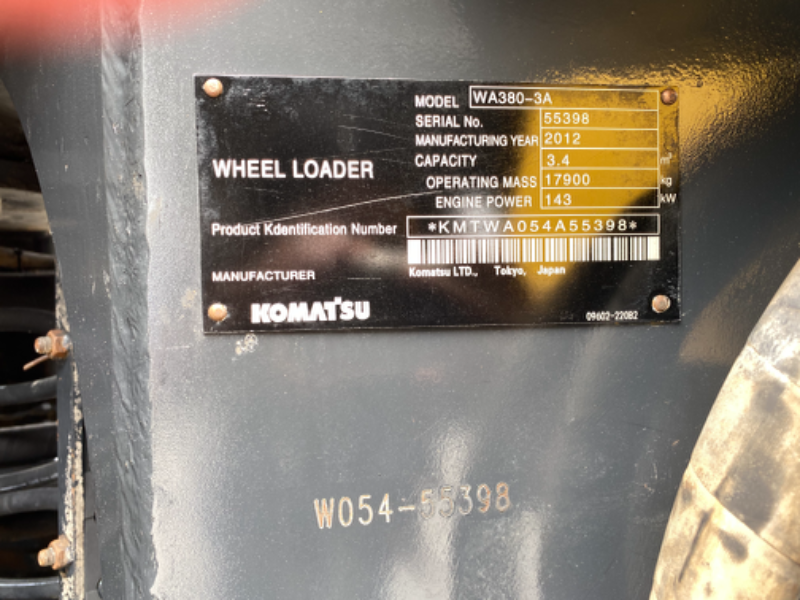 MODEL WA380-3A
SERIAL No. 55398
MANUFACTURING YEAR 2012
WHEEL LOADER
CAPACITY 3.4 m³
OPERATING MASS 17900 kg
ENGINE POWER 143 kW
Product Kdentification Number *KMTWA054A55398*
MANUFACTURER Komatsu LTD., Tokyo, Japan
KOMATSU 09602-220B2
W054-55398